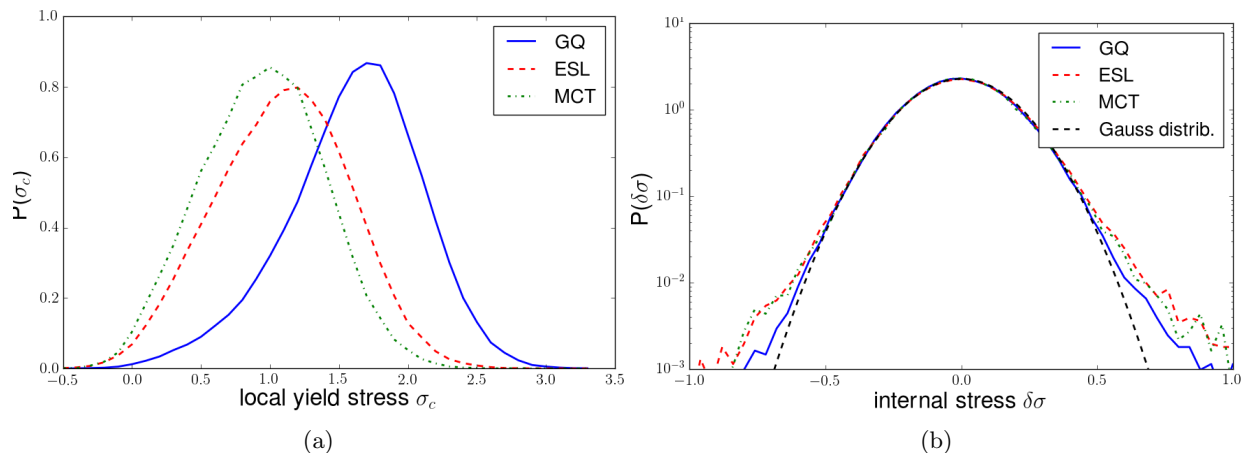 1.0
0.8
0.6
0.4
0.2
0.0
P(σ_c)
−0.5 0.0 0.5 1.0 1.5 2.0 2.5 3.0 3.5
local yield stress σ_c
GQ
ESL
MCT
(a)
10^1
10^0
10^−1
10^−2
10^−3
P(δσ)
−1.0 −0.5 0.0 0.5 1.0
internal stress δσ
GQ
ESL
MCT
Gauss distrib.
(b)